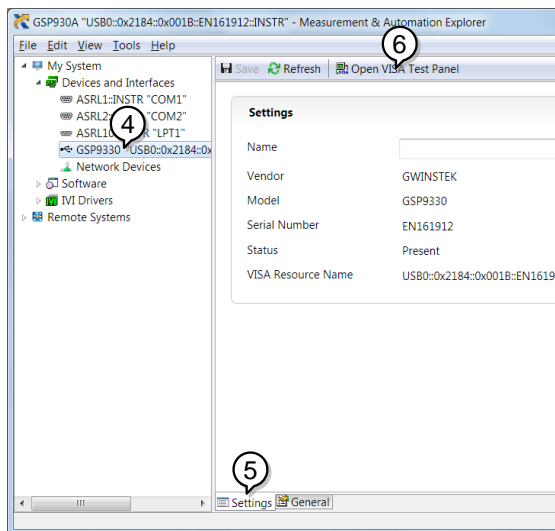 GSP930A "USB0::0x2184::0x001B::EN161912::INSTR" - Measurement & Automation Explorer
File Edit View Tools Help
6
My System
Save Refresh Open VISA Test Panel
Devices and Interfaces
ASRL1::INSTR "COM1"
ASRL2 "COM2"
4
ASRL10 R "LPT1"
GSP9330 "USB0::0x2184::0x
Network Devices
Software
IVI Drivers
Remote Systems
Settings
Name
Vendor GWINSTEK
Model GSP9330
Serial Number EN161912
Status Present
VISA Resource Name USB0::0x2184::0x001B::EN1619
5
Settings General